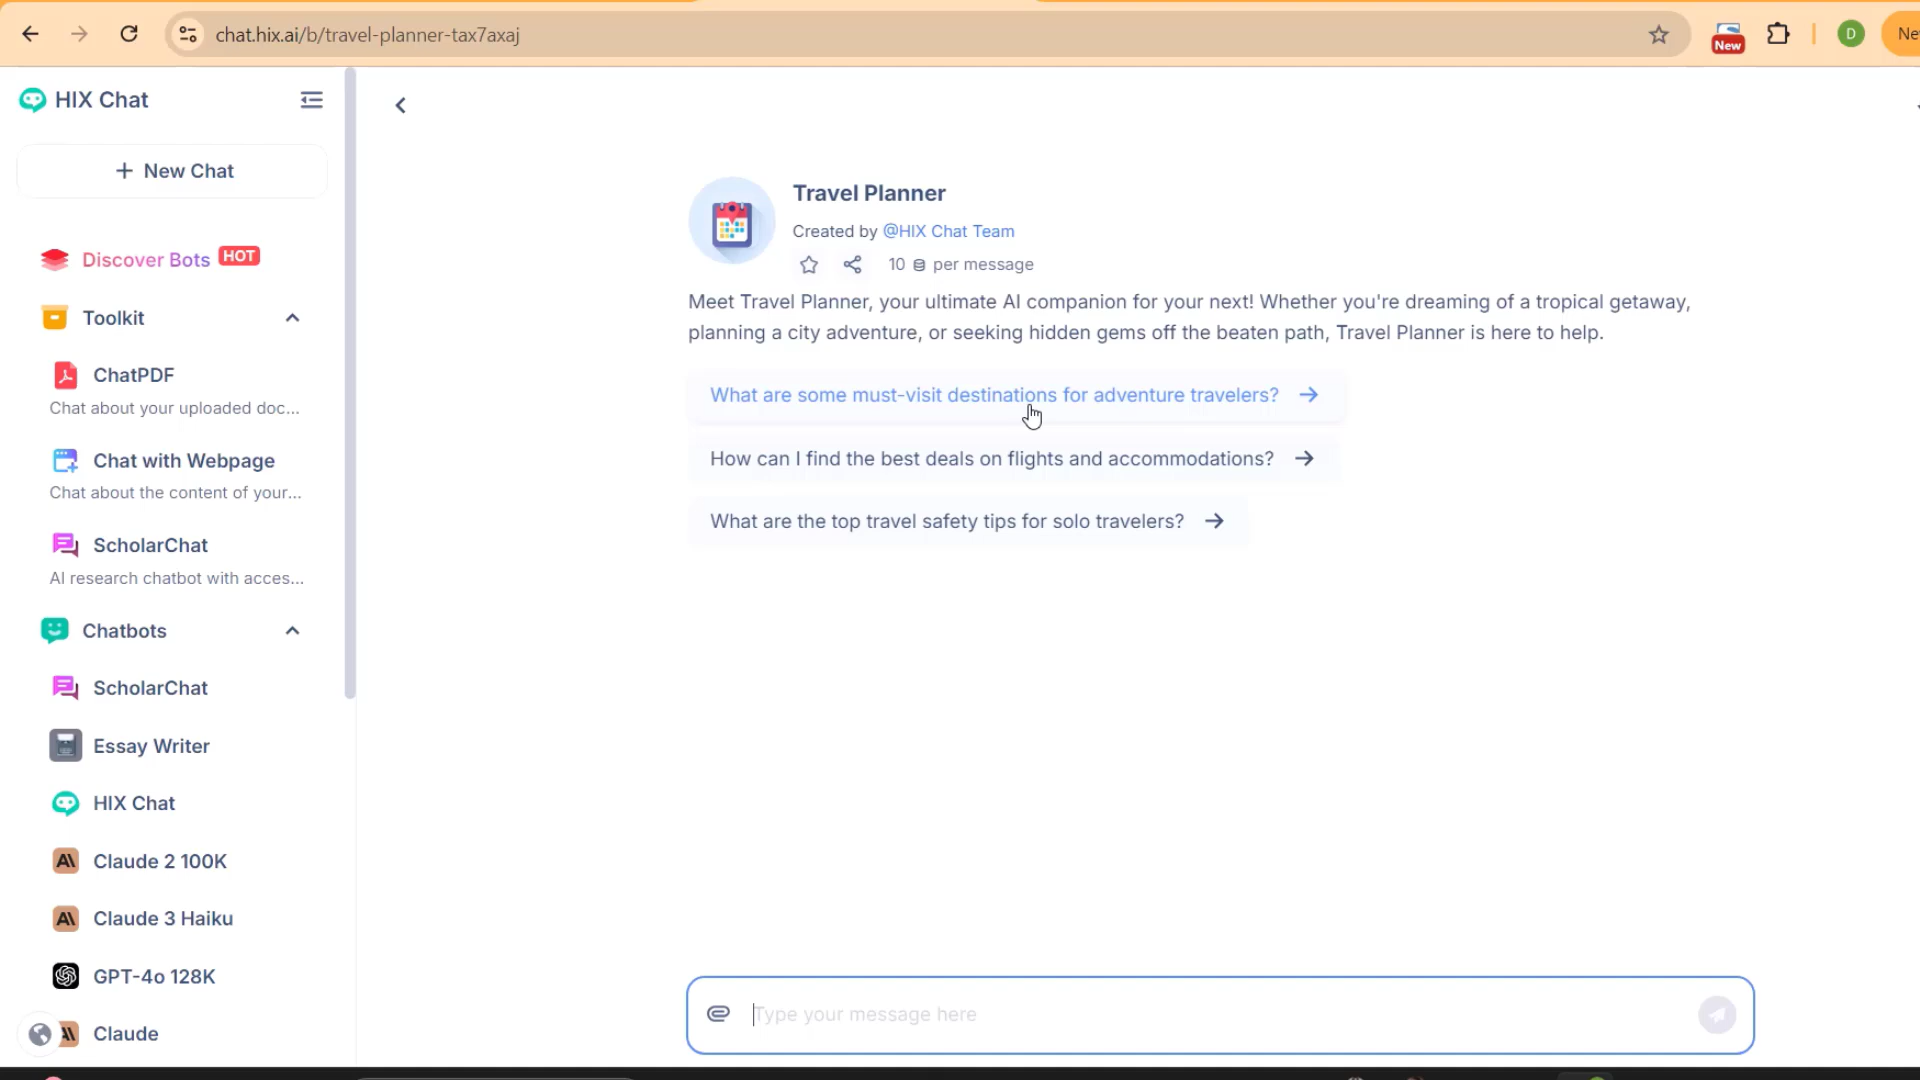 chat.hix.ai/b/travel-planner-tax7axaj
New
D
HIX Chat
New Chat
Discover Bots HOT
Toolkit
ChatPDF
Chat about your uploaded doc...
Chat with Webpage
Chat about the content of your...
ScholarChat
AI research chatbot with acces...
Chatbots
ScholarChat
Essay Writer
HIX Chat
Claude 2 100K
Claude 3 Haiku
GPT-4o 128K
Claude
Travel Planner
Created by @HIX Chat Team
10 per message
Meet Travel Planner, your ultimate AI companion for your next! Whether you're dreaming of a tropical getaway,
planning a city adventure, or seeking hidden gems off the beaten path, Travel Planner is here to help.
What are some must-visit destinations for adventure travelers?
How can I find the best deals on flights and accommodations?
What are the top travel safety tips for solo travelers?
Type your message here